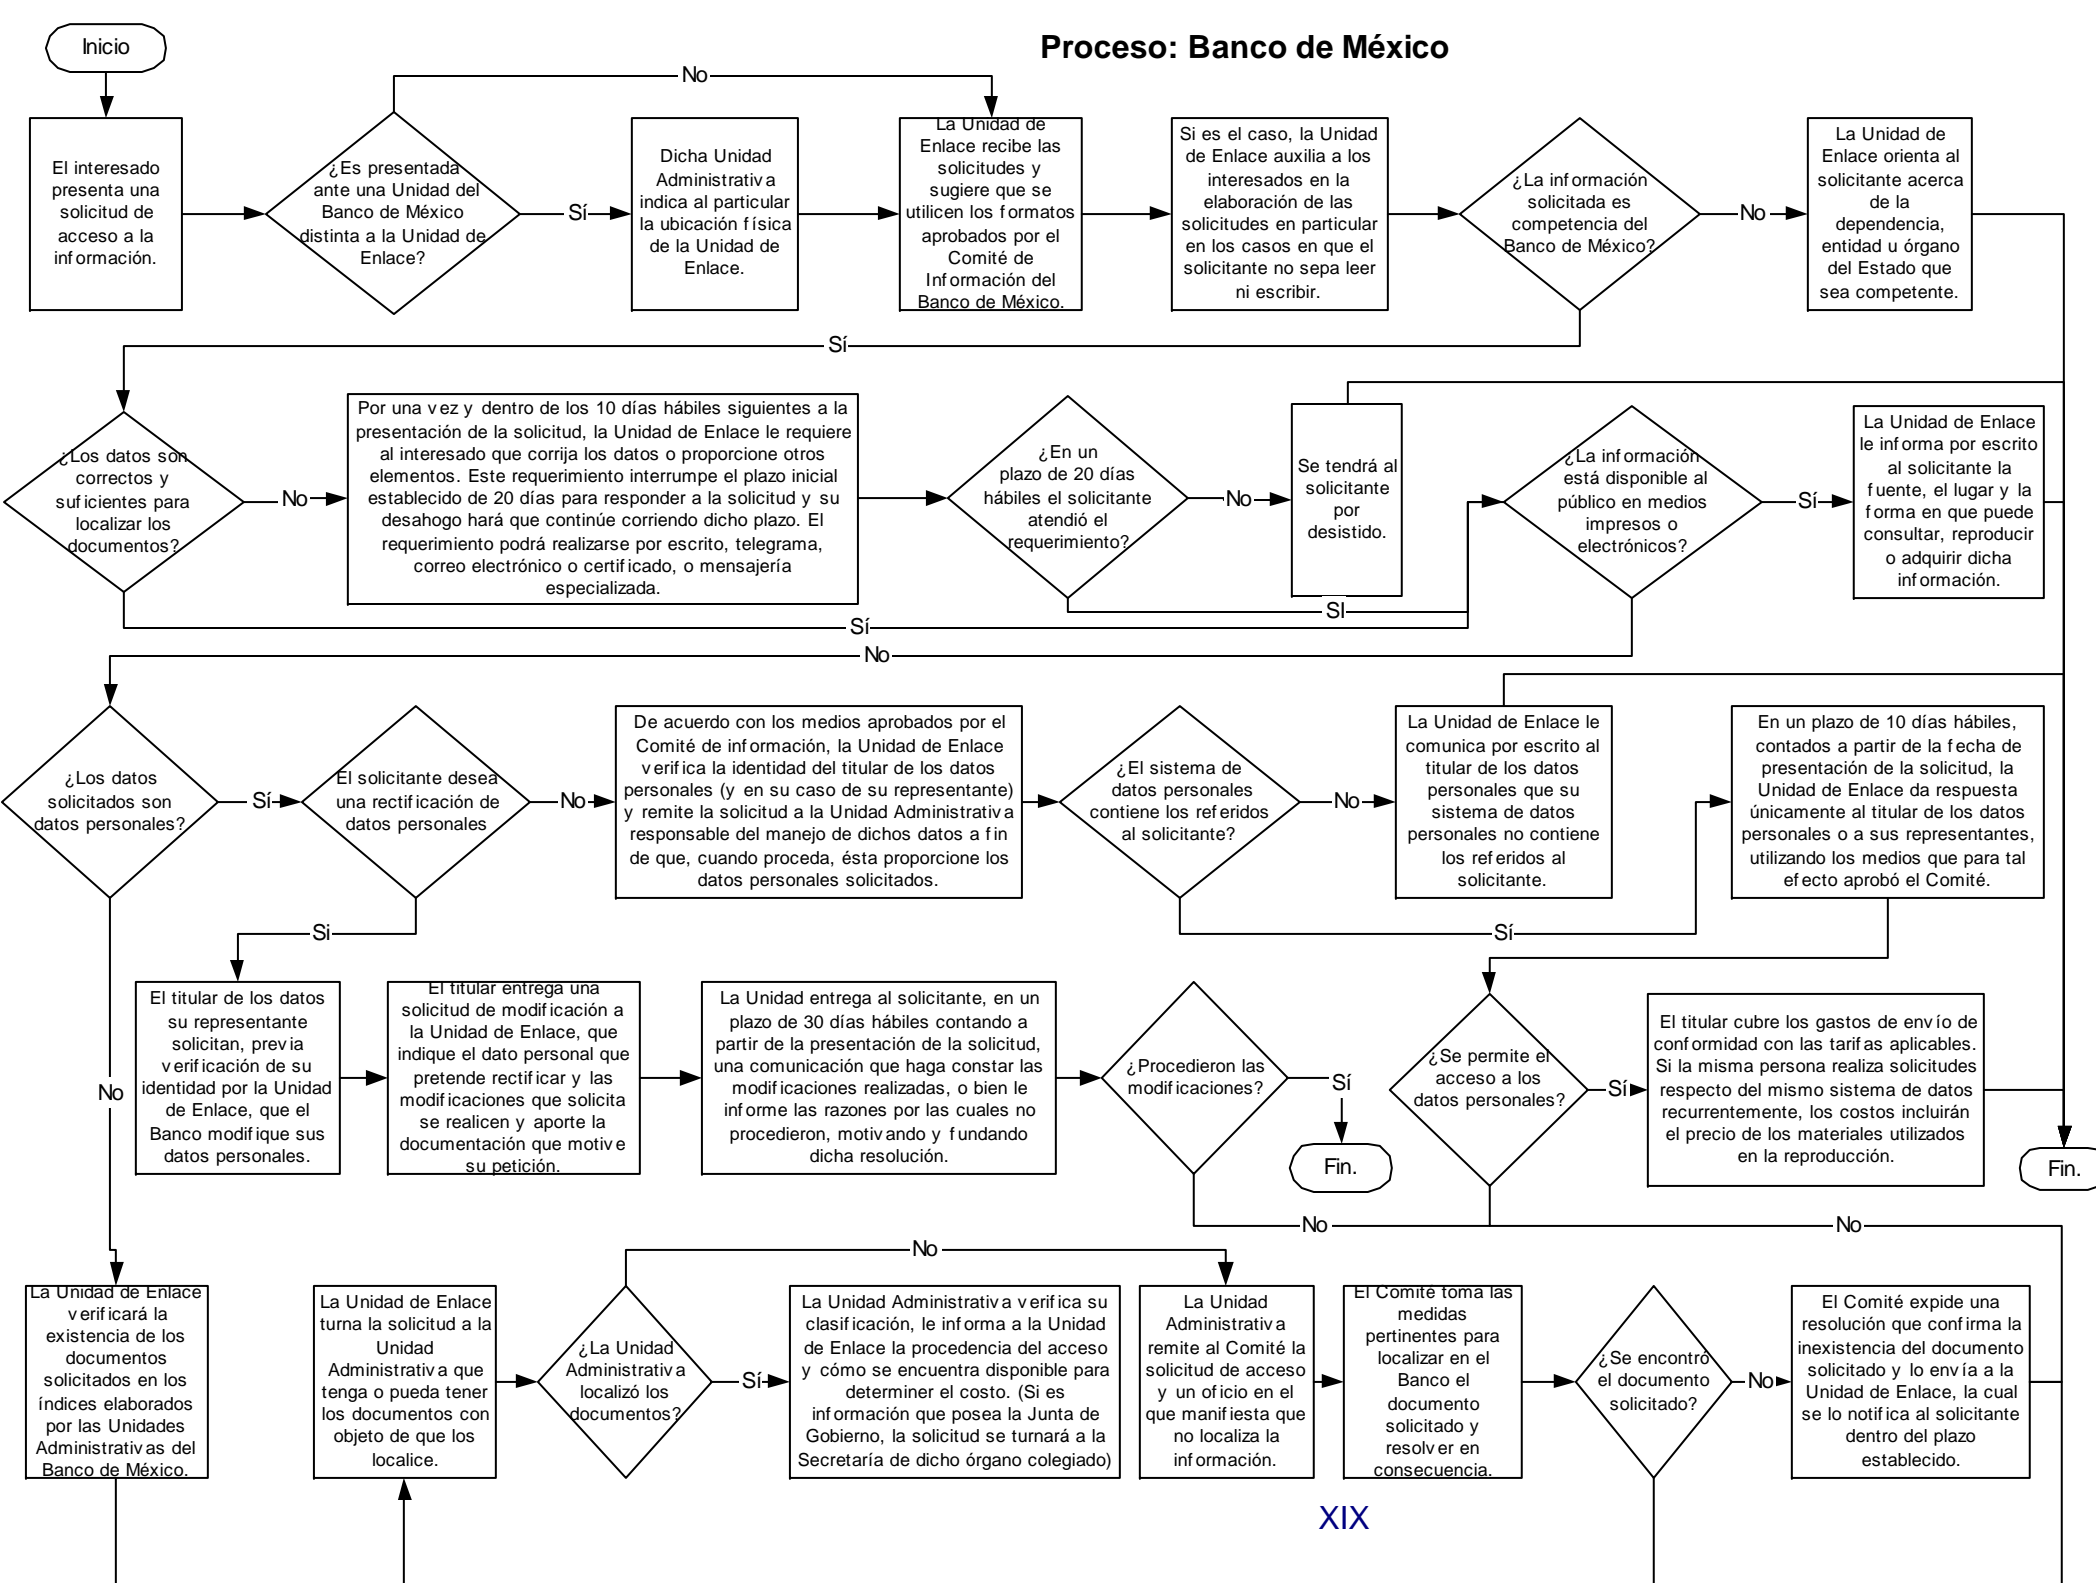 Proceso: Banco de México
Inicio
No
El interesado
presenta una
solicitud de
acceso a la
información.
¿Es presentada
ante una Unidad del
Banco de México
distinta a la Unidad de
Enlace?
Sí
Dicha Unidad
Administrativa
indica al particular
la ubicación física
de la Unidad de
Enlace.
La Unidad de
Enlace recibe las
solicitudes y
sugiere que se
utilicen los formatos
aprobados por el
Comité de
Información del
Banco de México.
Si es el caso, la Unidad
de Enlace auxilia a los
interesados en la
elaboración de las
solicitudes en particular
en los casos en que el
solicitante no sepa leer
ni escribir.
¿La información
solicitada es
competencia del
Banco de México?
No
La Unidad de
Enlace orienta al
solicitante acerca
de la
dependencia,
entidad u órgano
del Estado que
sea competente.
Sí
¿Los datos son
correctos y
suficientes para
localizar los
documentos?
No
Por una vez y dentro de los 10 días hábiles siguientes a la
presentación de la solicitud, la Unidad de Enlace le requiere
al interesado que corrija los datos o proporcione otros
elementos. Este requerimiento interrumpe el plazo inicial
establecido de 20 días para responder a la solicitud y su
desahogo hará que continúe corriendo dicho plazo. El
requerimiento podrá realizarse por escrito, telegrama,
correo electrónico o certificado, o mensajería
especializada.
¿En un
plazo de 20 días
hábiles el solicitante
atendió el
requerimiento?
No
Se tendrá al
solicitante
por
desistido.
¿La información
está disponible al
público en medios
impresos o
electrónicos?
Sí
La Unidad de Enlace
le informa por escrito
al solicitante la
fuente, el lugar y la
forma en que puede
consultar, reproducir
o adquirir dicha
información.
SI
Sí
No
¿Los datos
solicitados son
datos personales?
Sí
El solicitante desea
una rectificación de
datos personales
No
De acuerdo con los medios aprobados por el
Comité de información, la Unidad de Enlace
verifica la identidad del titular de los datos
personales (y en su caso de su representante)
y remite la solicitud a la Unidad Administrativa
responsable del manejo de dichos datos a fin
de que, cuando proceda, ésta proporcione los
datos personales solicitados.
¿El sistema de
datos personales
contiene los referidos
al solicitante?
No
La Unidad de Enlace le
comunica por escrito al
titular de los datos
personales que su
sistema de datos
personales no contiene
los referidos al
solicitante.
En un plazo de 10 días hábiles,
contados a partir de la fecha de
presentación de la solicitud, la
Unidad de Enlace da respuesta
únicamente al titular de los datos
personales o a sus representantes,
utilizando los medios que para tal
efecto aprobó el Comité.
Si
Sí
El titular de los datos
su representante
solicitan, previa
verificación de su
identidad por la Unidad
de Enlace, que el
Banco modifique sus
datos personales.
El titular entrega una
solicitud de modificación a
la Unidad de Enlace, que
indique el dato personal que
pretende rectificar y las
modificaciones que solicita
se realicen y aporte la
documentación que motive
su petición.
La Unidad entrega al solicitante, en un
plazo de 30 días hábiles contando a
partir de la presentación de la solicitud,
una comunicación que haga constar las
modificaciones realizadas, o bien le
informe las razones por las cuales no
procedieron, motivando y fundando
dicha resolución.
¿Procedieron las
modificaciones?
Sí
Fin.
¿Se permite el
acceso a los
datos personales?
Sí
El titular cubre los gastos de envío de
conformidad con las tarifas aplicables.
Si la misma persona realiza solicitudes
respecto del mismo sistema de datos
recurrentemente, los costos incluirán
el precio de los materiales utilizados
en la reproducción.
Fin.
No
No
No
No
La Unidad de Enlace
verificará la
existencia de los
documentos
solicitados en los
índices elaborados
por las Unidades
Administrativas del
Banco de México.
La Unidad de Enlace
turna la solicitud a la
Unidad
Administrativa que
tenga o pueda tener
los documentos con
objeto de que los
localice.
¿La Unidad
Administrativa
localizó los
documentos?
Sí
La Unidad Administrativa verifica su
clasificación, le informa a la Unidad
de Enlace la procedencia del acceso
y cómo se encuentra disponible para
determinar el costo. (Si es
información que posea la Junta de
Gobierno, la solicitud se turnará a la
Secretaría de dicho órgano colegiado)
La Unidad
Administrativa
remite al Comité la
solicitud de acceso
y un oficio en el
que manifiesta que
no localiza la
información.
El Comité toma las
medidas
pertinentes para
localizar en el
Banco el
documento
solicitado y
resolver en
consecuencia.
¿Se encontró
el documento
solicitado?
No
El Comité expide una
resolución que confirma la
inexistencia del documento
solicitado y lo envía a la
Unidad de Enlace, la cual
se lo notifica al solicitante
dentro del plazo
establecido.
XIX